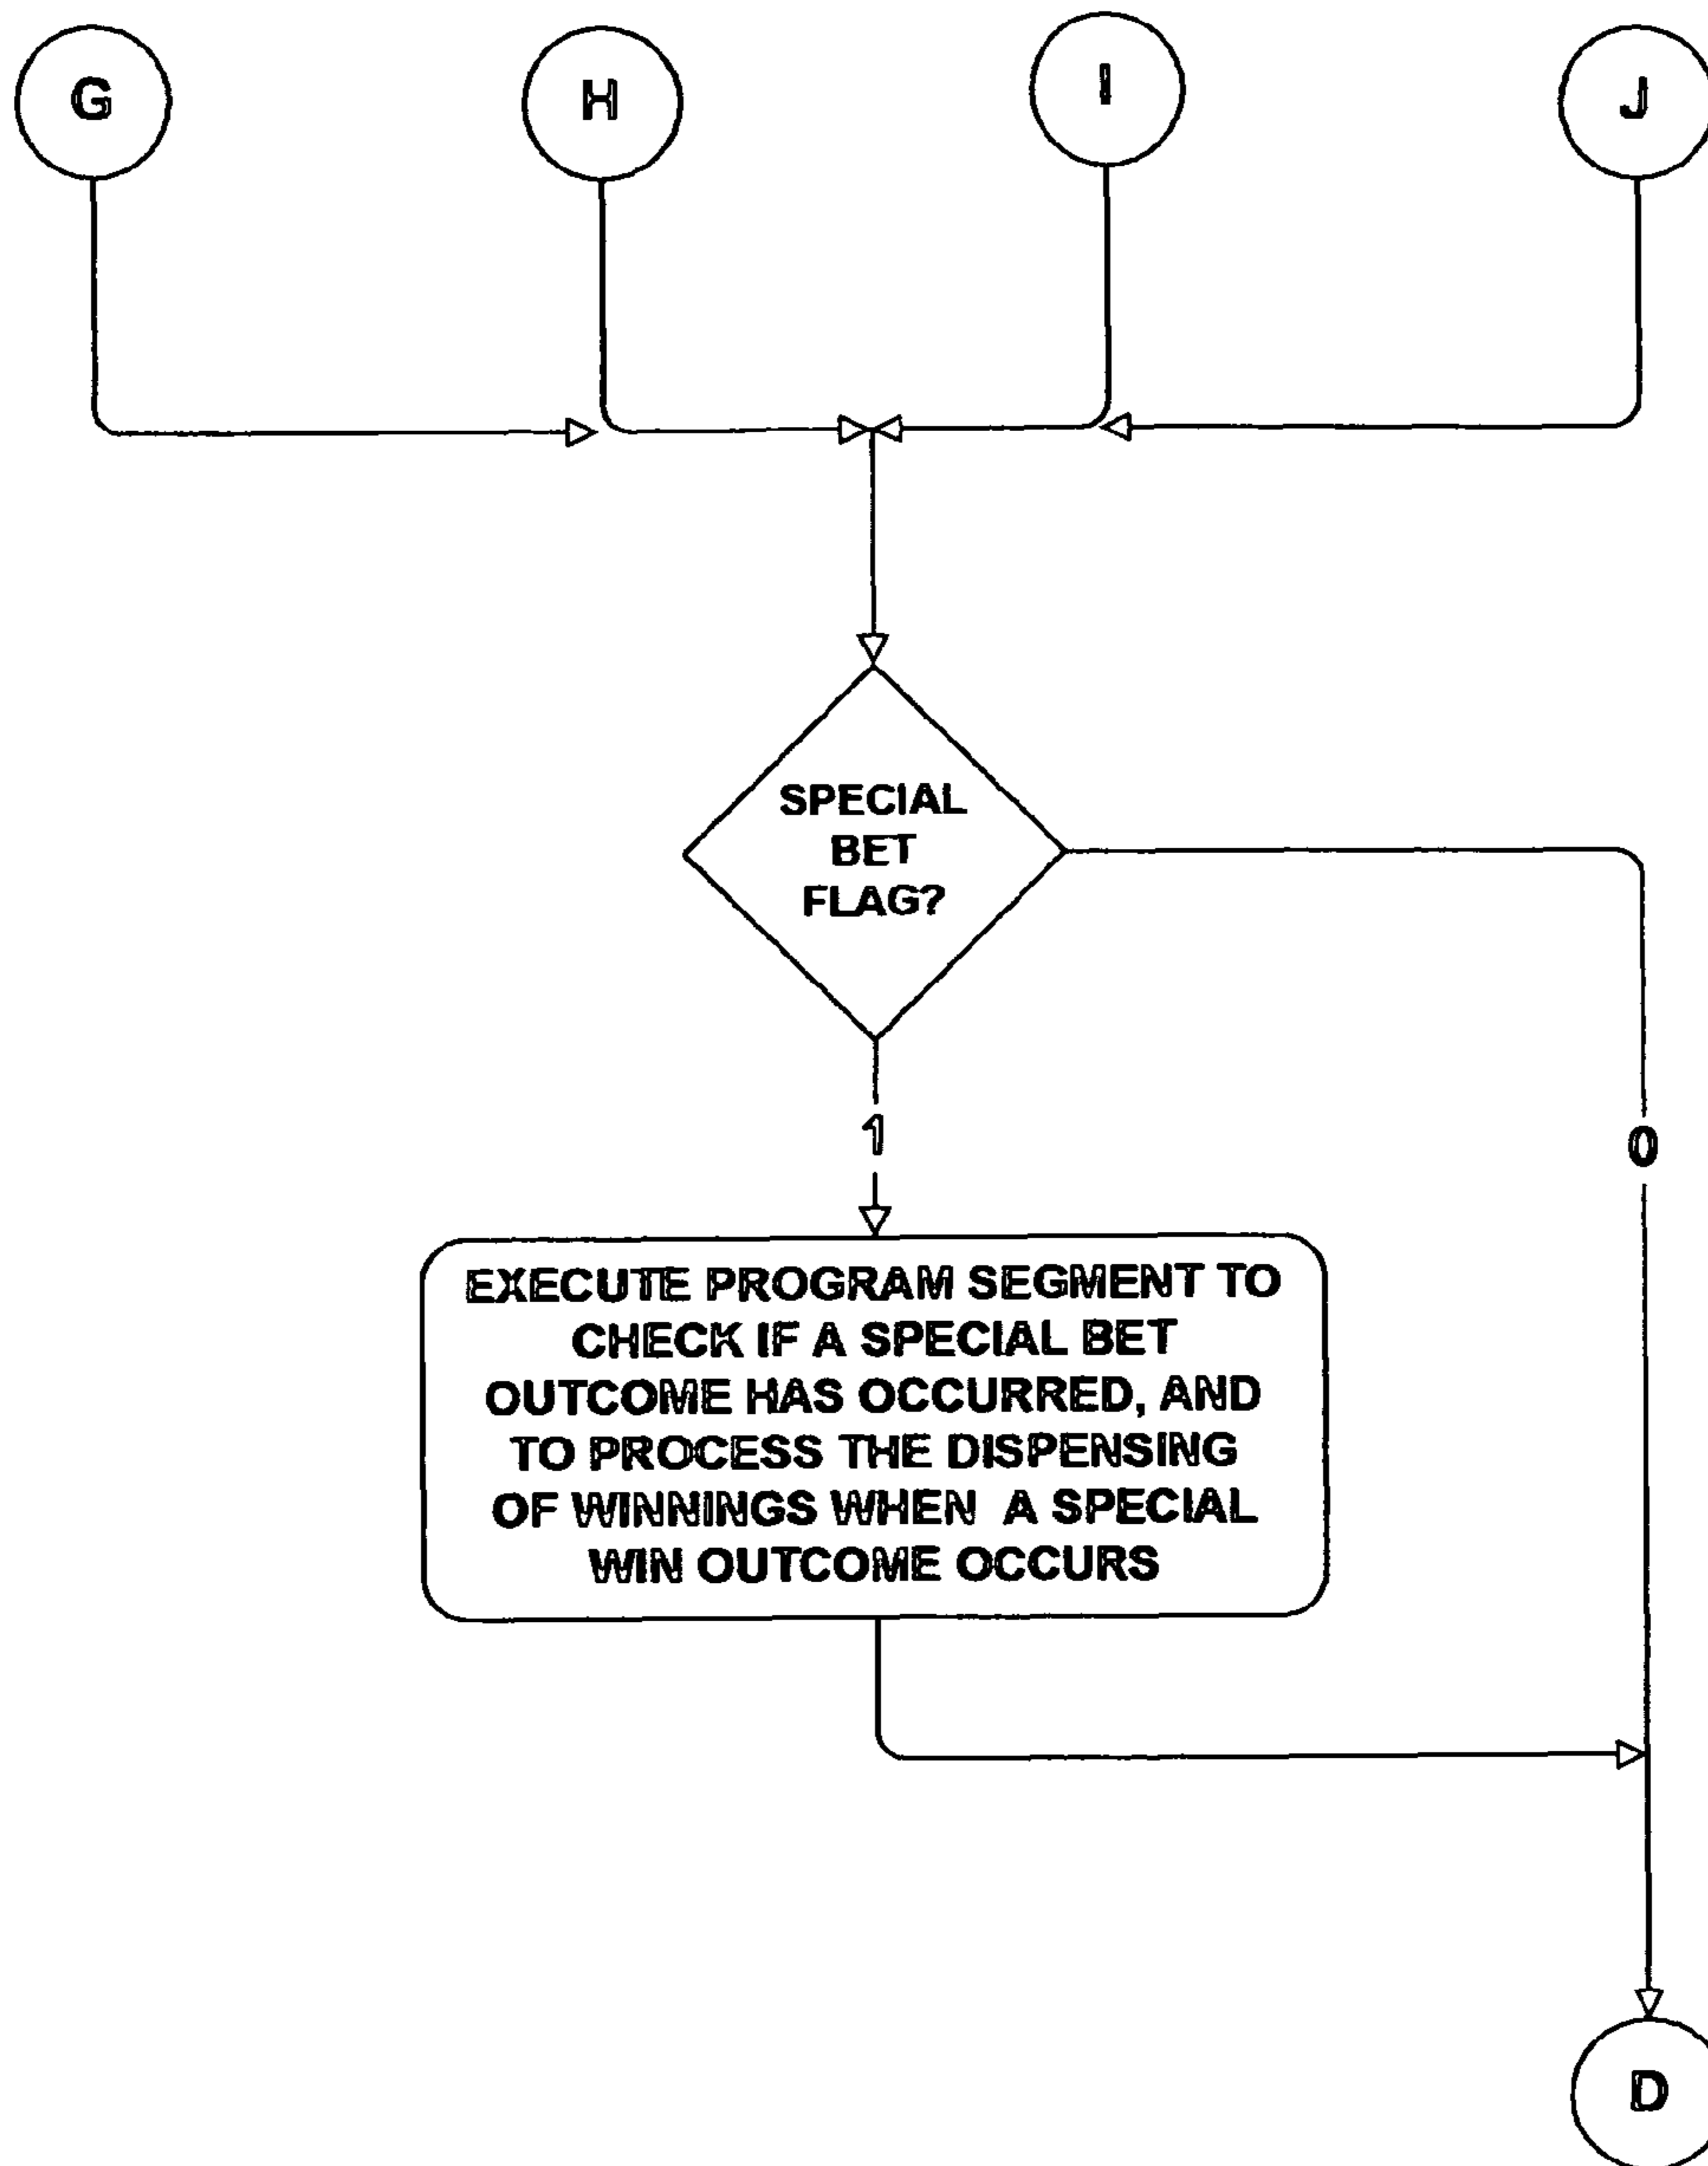 G
H
I
J
SPECIAL
BET
FLAG?
1
0
EXECUTE PROGRAM SEGMENT TO
CHECK IF A SPECIAL BET
OUTCOME HAS OCCURRED, AND
TO PROCESS THE DISPENSING
OF WINNINGS WHEN A SPECIAL
WIN OUTCOME OCCURS
D